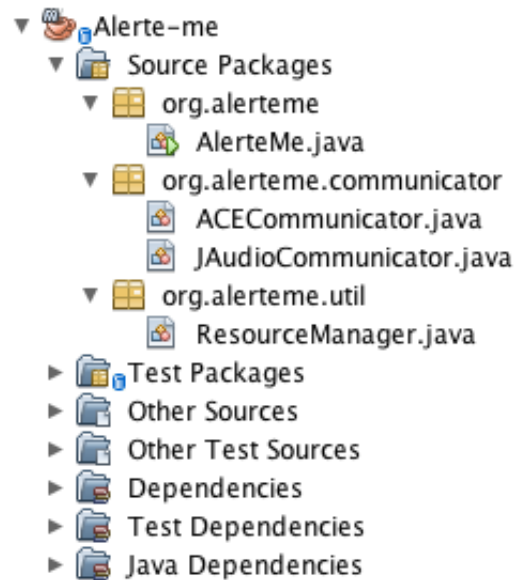 Alerte-me
Source Packages
org.alerteme
AlerteMe.java
org.alerteme.communicator
ACECommunicator.java
JAudioCommunicator.java
org.alerteme.util
ResourceManager.java
Test Packages
Other Sources
Other Test Sources
Dependencies
Test Dependencies
Java Dependencies